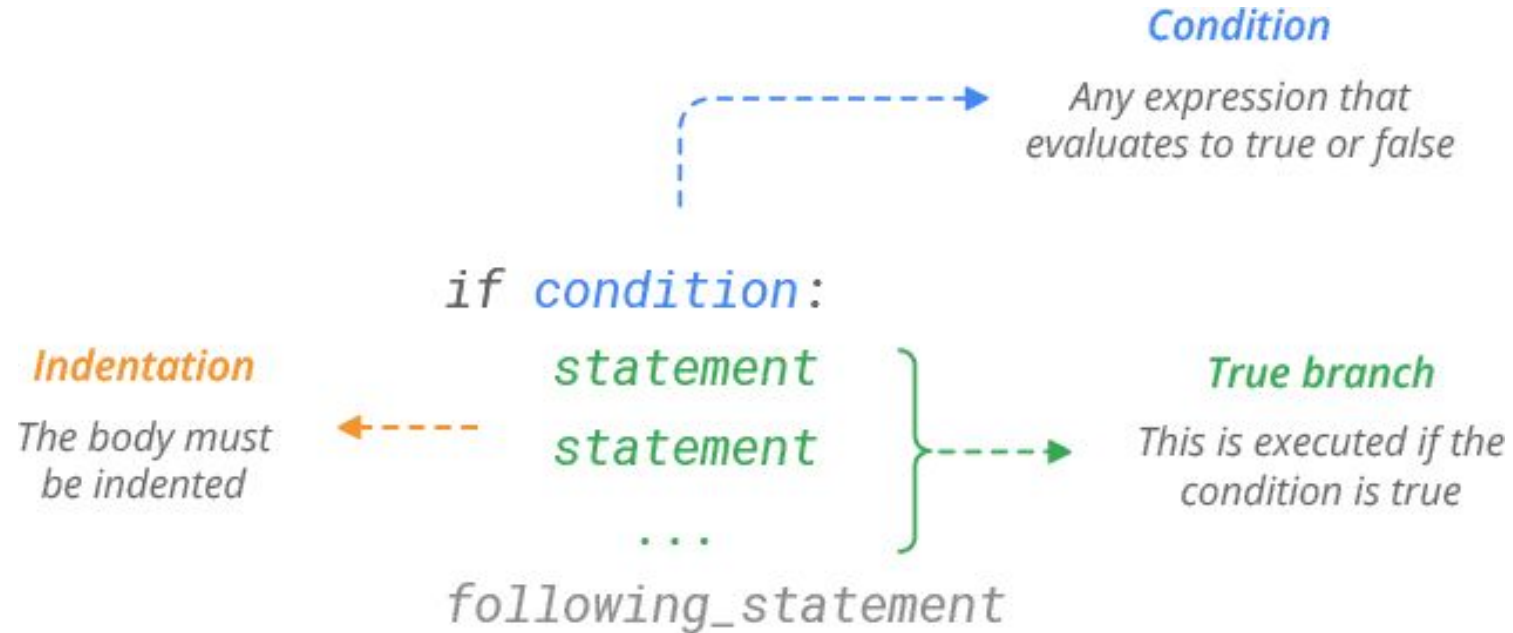 Condition
Any expression that
evaluates to true or false
if condition:
Indentation
The body must
be indented
statement
statement
...
True branch
This is executed if the
condition is true
following_statement